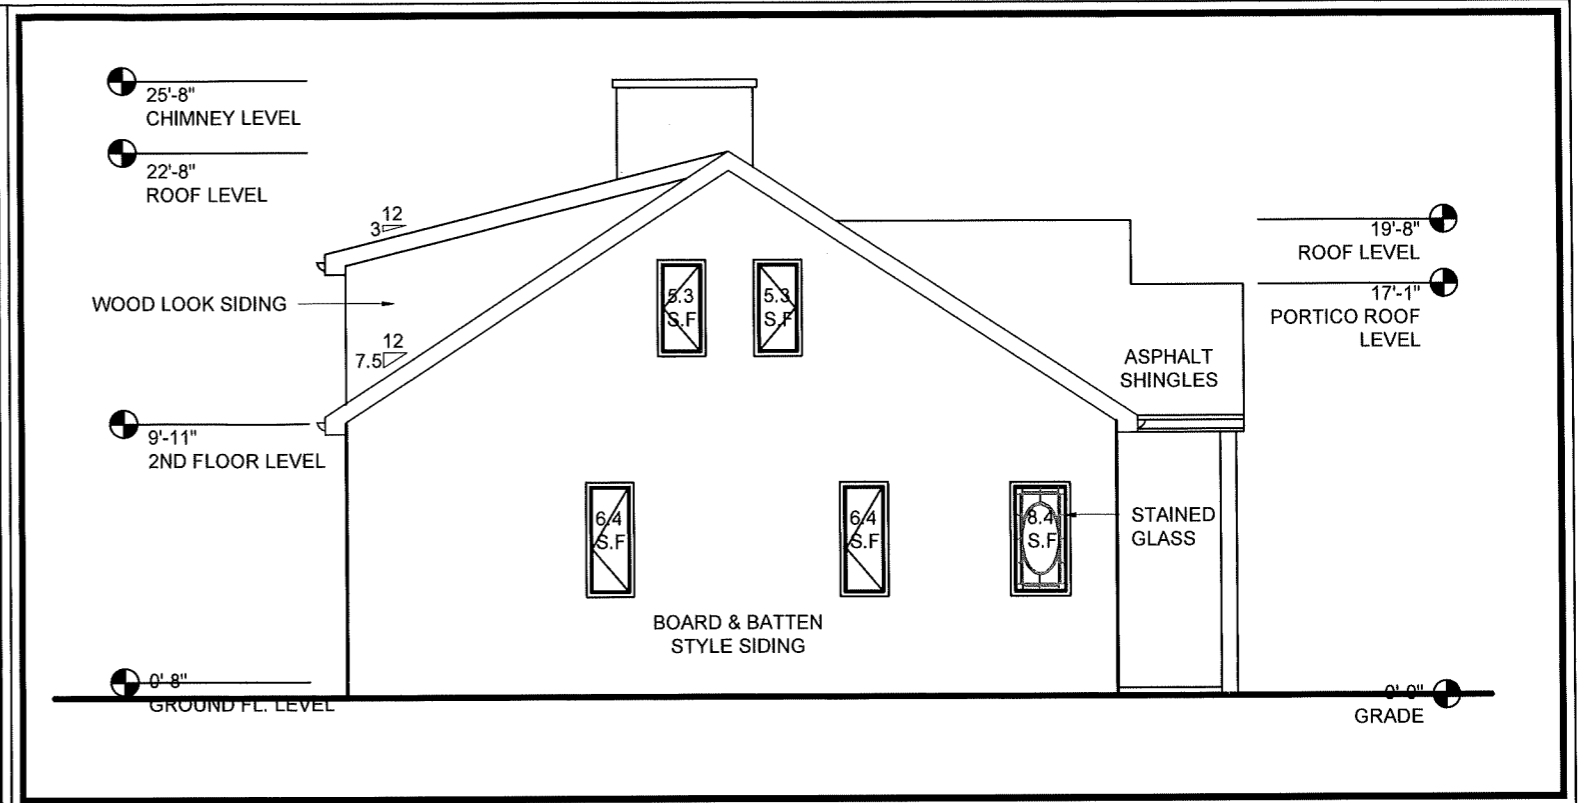 25'-8"
CHIMNEY LEVEL
22'-8"
ROOF LEVEL
12
3
WOOD LOOK SIDING
12
7.5
9'-11"
2ND FLOOR LEVEL
0'-8"
GROUND FL. LEVEL
5.3
S.F
5.3
S.F
6.4
S.F
6.4
S.F
8.4
S.F
BOARD & BATTEN
STYLE SIDING
19'-8"
ROOF LEVEL
17'-1"
PORTICO ROOF
LEVEL
ASPHALT
SHINGLES
STAINED
GLASS
0'-0"
GRADE